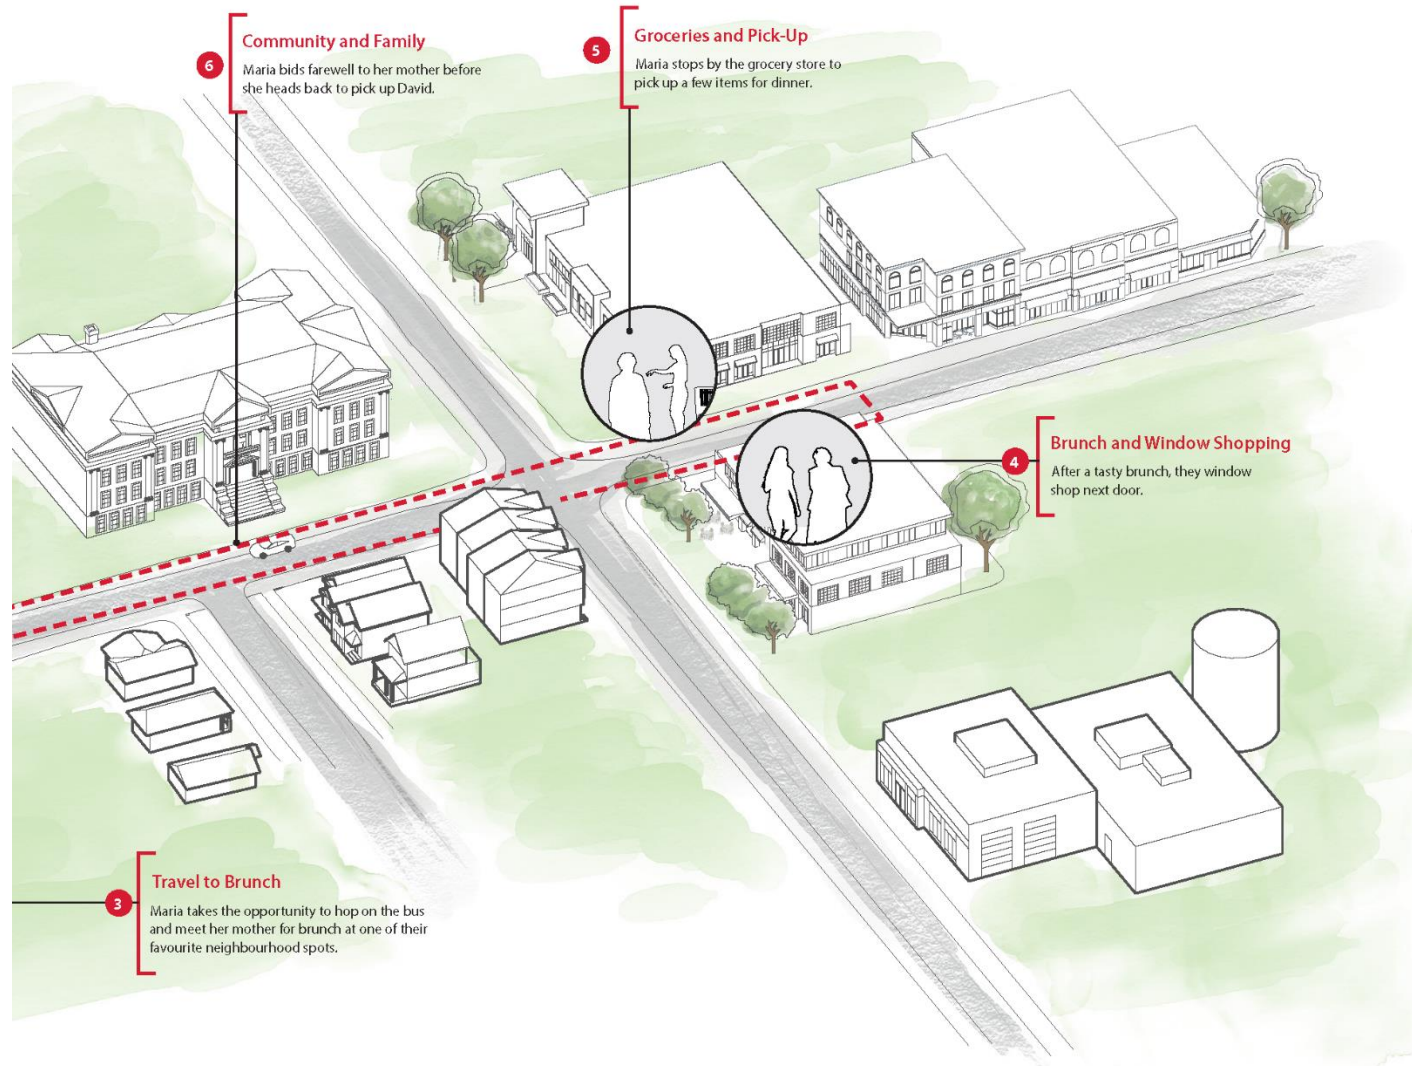 6
Community and Family
Maria bids farewell to her mother before
she heads back to pick up David.
5
Groceries and Pick-Up
Maria stops by the grocery store to
pick up a few items for dinner.
4
Brunch and Window Shopping
After a tasty brunch, they window
shop next door.
3
Travel to Brunch
Maria takes the opportunity to hop on the bus
and meet her mother for brunch at one of their
favourite neighbourhood spots.